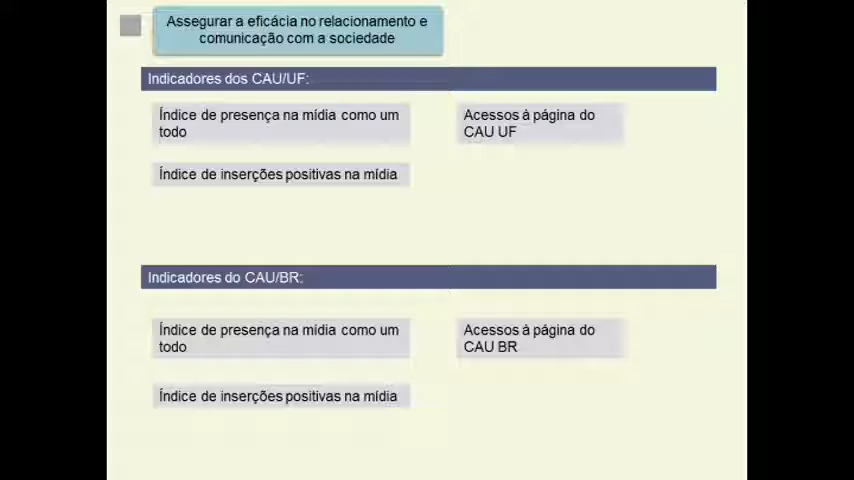 Assegurar a eficácia no relacionamento e
comunicação com a sociedade
Indicadores dos CAU/UF:
Índice de presença na mídia como um
todo
Acessos à página do
CAU UF
Índice de inserções positivas na mídia
Indicadores do CAU/BR:
Índice de presença na mídia como um
todo
Acessos à página do
CAU BR
Índice de inserções positivas na mídia